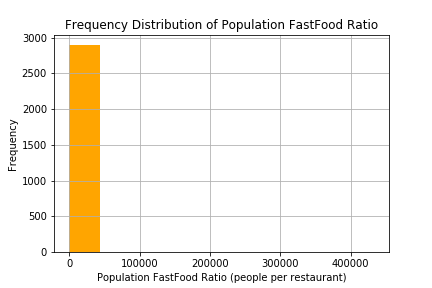 Frequency Distribution of Population FastFood Ratio
3000
2500
2000
1500
1000
500
0
Frequency
0 100000 200000 300000 400000
Population FastFood Ratio (people per restaurant)